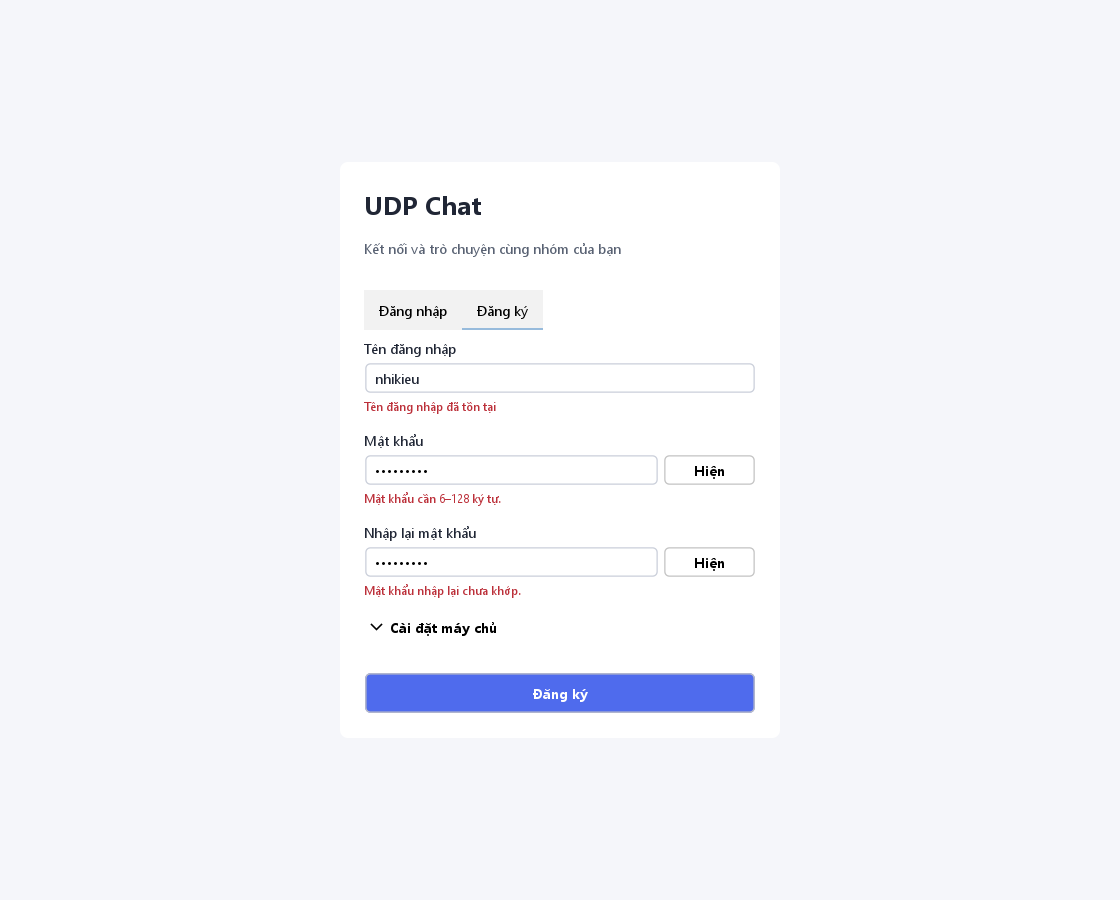 UDP Chat
Kết nối và trò chuyện cùng nhóm của bạn
Đăng nhập Đăng ký
Tên đăng nhập
nhikieu
Tên đăng nhập đã tồn tại
Mật khẩu
••••••••• Hiện
Mật khẩu cần 6–128 ký tự.
Nhập lại mật khẩu
••••••••• Hiện
Mật khẩu nhập lại chưa khớp.
Cài đặt máy chủ
Đăng ký